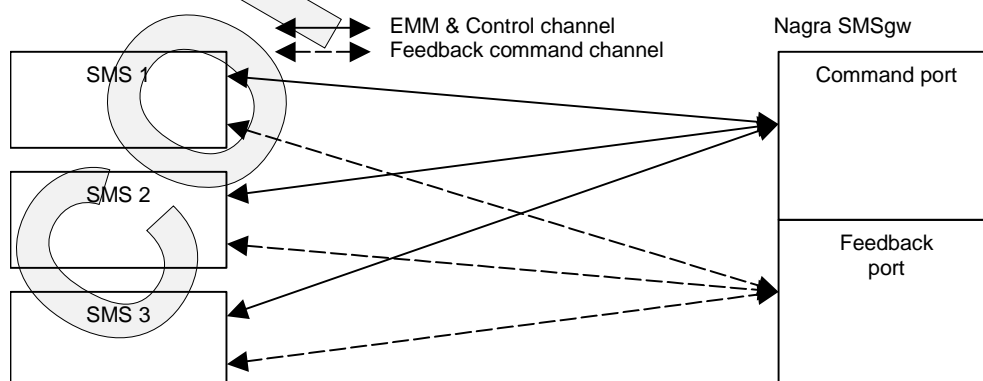 EMM & Control channel
Feedback command channel
Nagra SMSgw
SMS 1
Command port
SMS 2
Feedback
port
SMS 3